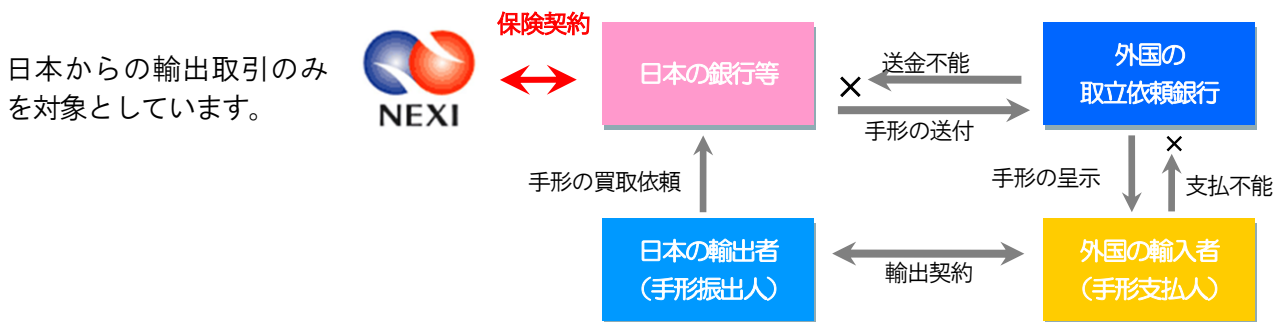 保険契約
日本からの輸出取引のみ
を対象としています。
NEXI
日本の銀行等
送金不能
×
手形の送付
外国の
取立依頼銀行
手形の買取依頼
手形の呈示
×
支払不能
日本の輸出者
（手形振出人）
輸出契約
外国の輸入者
（手形支払人）